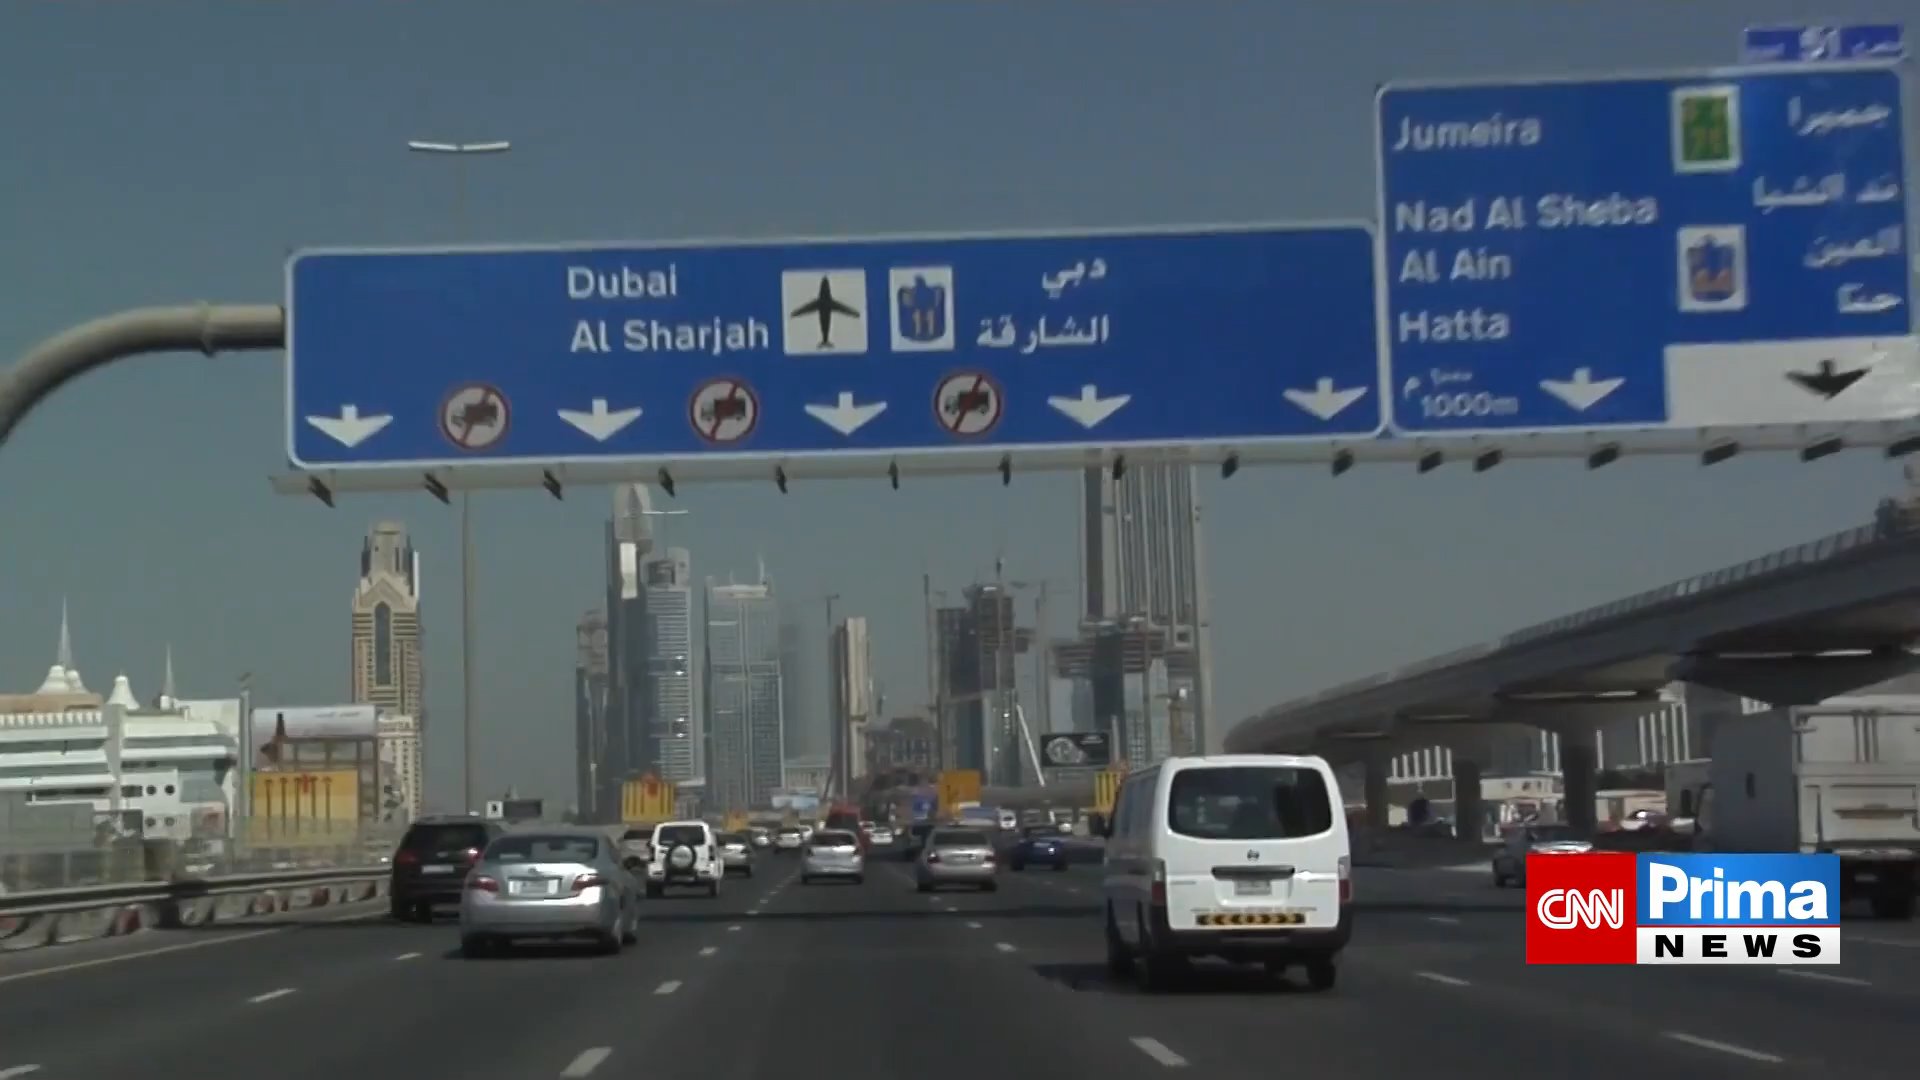 Dubai
Al Sharjah
11
دبي
الشارقة
Jumeira
Nad Al Sheba
Al Ain
Hatta
1000m
جميرا
ند الشبا
العين
حتا
م ١٠٠٠
CNN Prima
NEWS